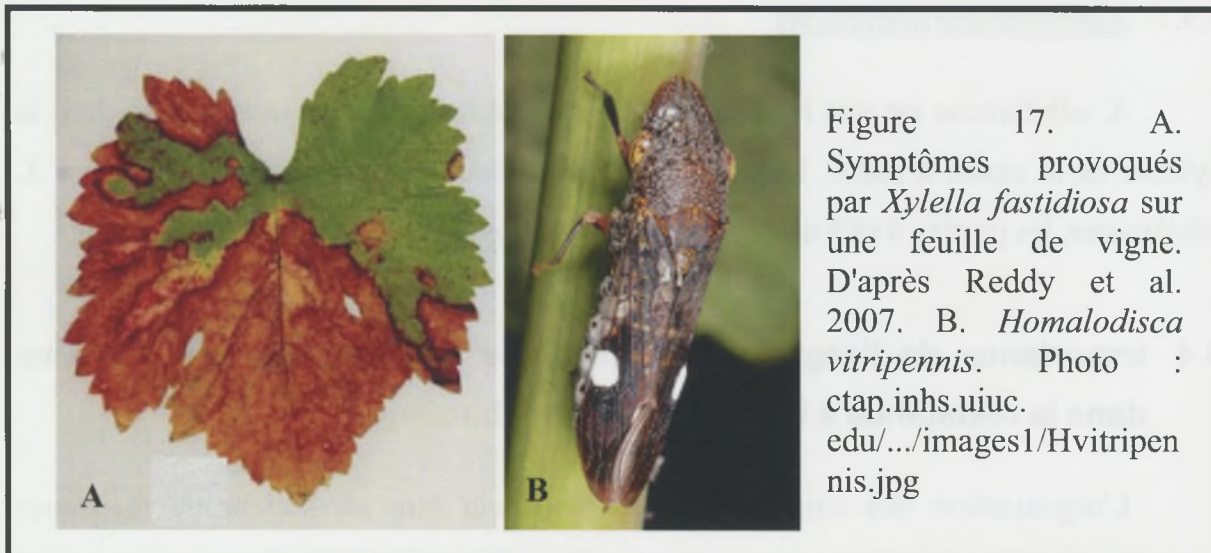 A
B
Figure 17. A.
Symptômes provoqués
par Xylella fastidiosa sur
une feuille de vigne.
D'après Reddy et al.
2007. B. Homalodisca
vitripennis. Photo :
ctap.inhs.uiuc.
edu/.../images1/Hvitripen
nis.jpg